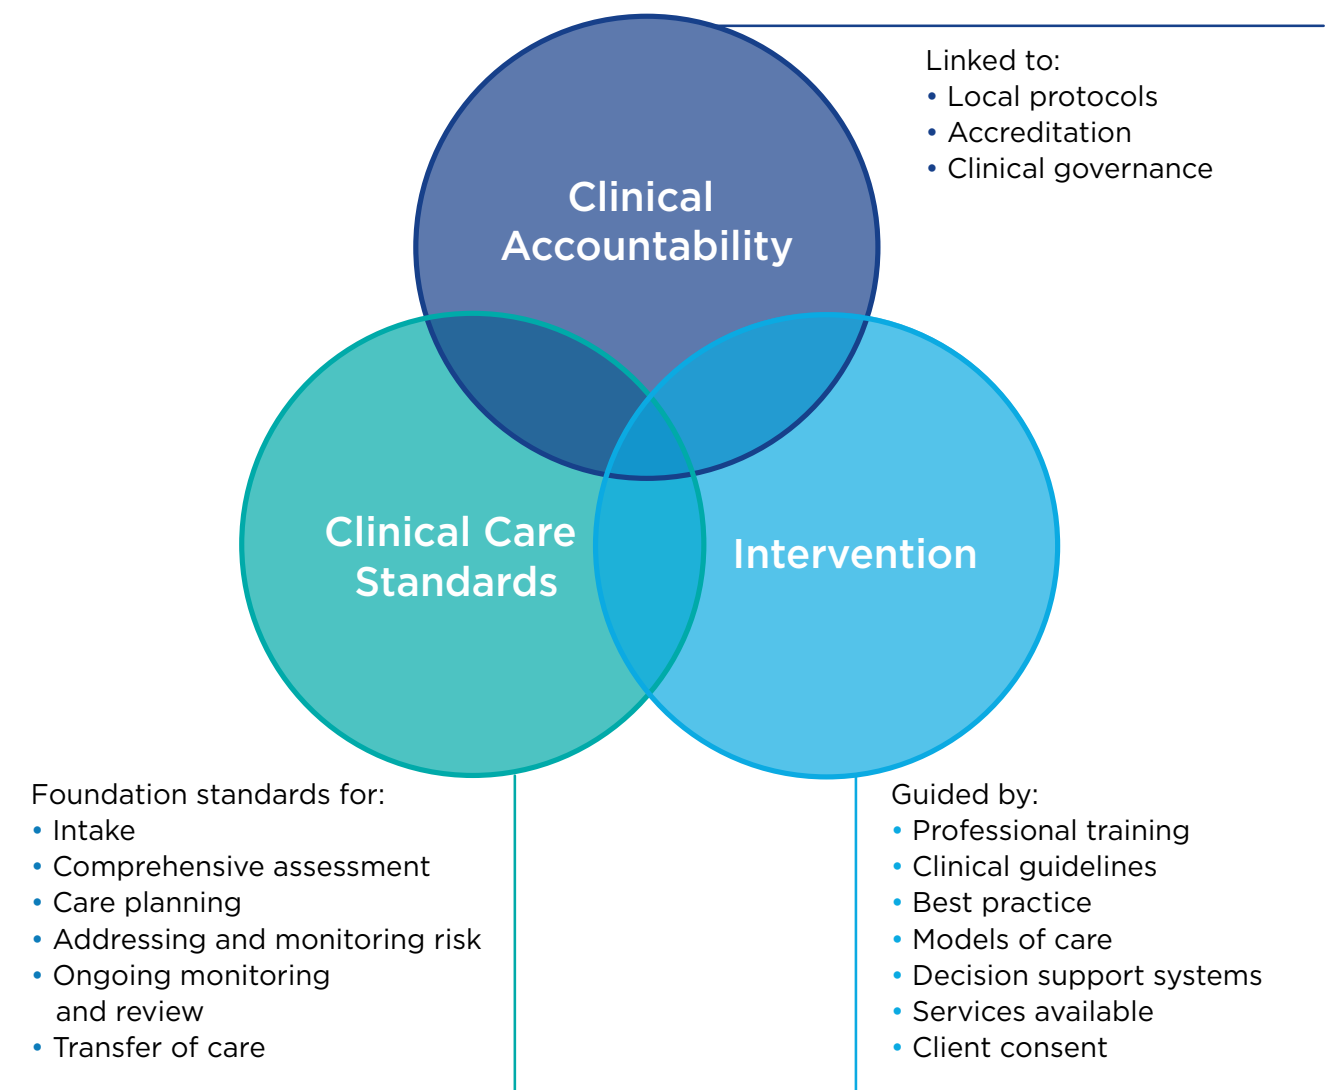 Linked to:
• Local protocols
• Accreditation
• Clinical governance
Clinical
Accountability
Clinical Care
Standards
Intervention
Foundation standards for:
• Intake
• Comprehensive assessment
• Care planning
• Addressing and monitoring risk
• Ongoing monitoring
and review
• Transfer of care
Guided by:
• Professional training
• Clinical guidelines
• Best practice
• Models of care
• Decision support systems
• Services available
• Client consent